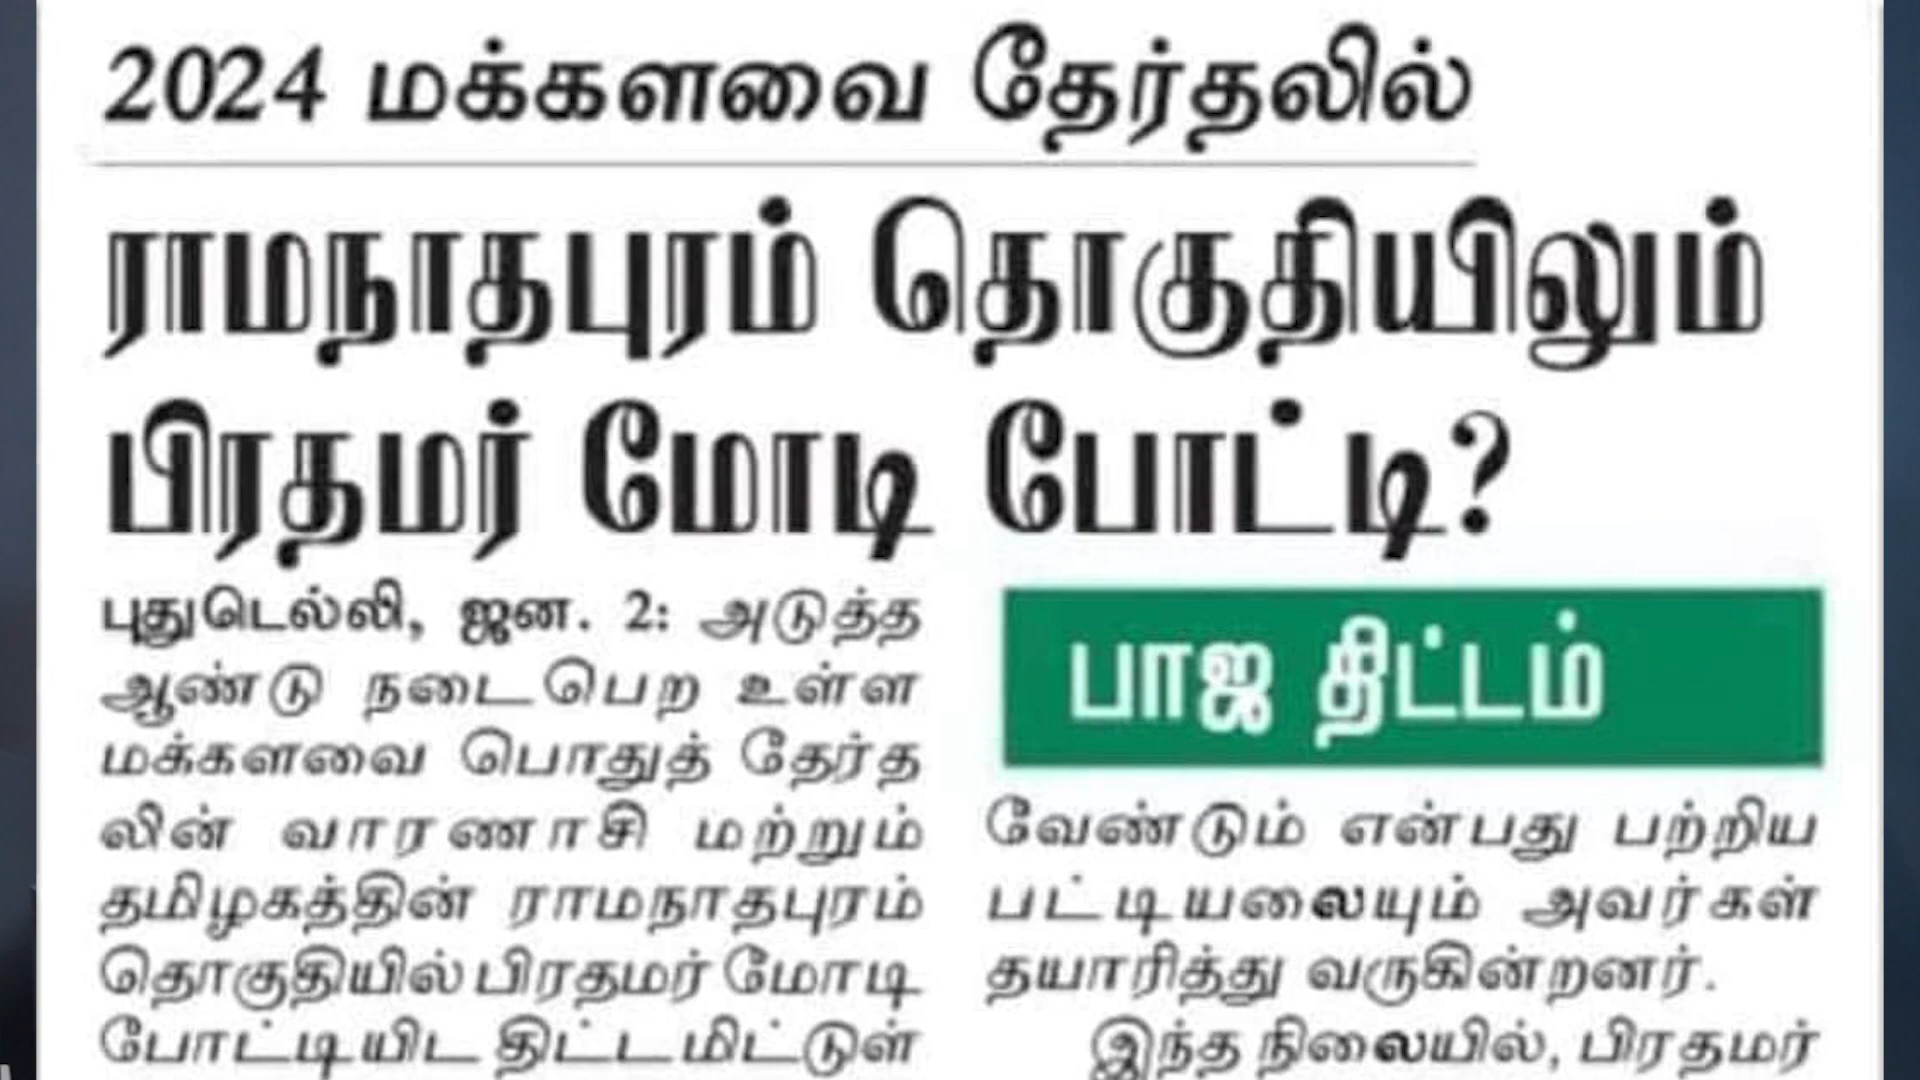 2024 மக்களவை தேர்தலில்
ராமநாதபுரம் தொகுதியிலும்
பிரதமர் மோடி போட்டி?
புதுடெல்லி, ஜன. 2: அடுத்த
ஆண்டு நடைபெற உள்ள
மக்களவை பொதுத் தேர்த
லின் வாரணாசி மற்றும்
தமிழகத்தின் ராமநாதபுரம்
தொகுதியில் பிரதமர் மோடி
போட்டியிட திட்டமிட்டுள்
பாஜ திட்டம்
வேண்டும் என்பது பற்றிய
பட்டியலையும் அவர்கள்
தயாரித்து வருகின்றனர்.
இந்த நிலையில், பிரதமர்